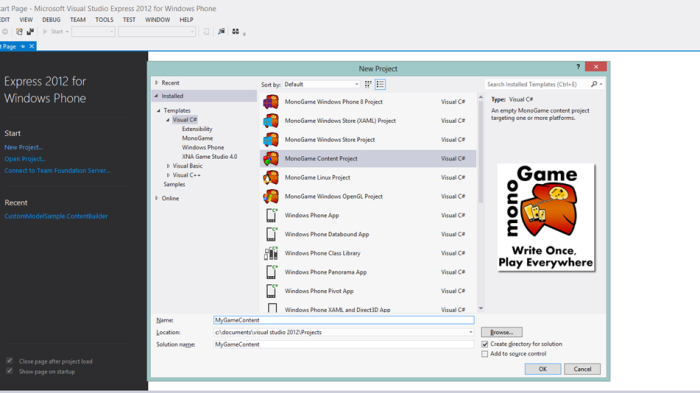 art Page - Microsoft Visual Studio Express 2012 for Windows Phone
EDIT VIEW DEBUG TEAM TOOLS TEST WINDOW HELP
Start
t Page
Express 2012 for
Windows Phone
Start
New Project...
Open Project...
Connect to Team Foundation Server...
Recent
CustomModelSample.ContentBuilder
Close page after project load
Show page on startup
New Project
? x
Recent
Installed
Templates
Visual C#
Extensibility
MonoGame
Windows Phone
XNA Game Studio 4.0
Visual Basic
Visual C++
Samples
Online
Sort by: Default
MonoGame Windows Phone 8 Project Visual C#
MonoGame Windows Store (XAML) Project Visual C#
MonoGame Windows Store Project Visual C#
MonoGame Content Project Visual C#
MonoGame Linux Project Visual C#
MonoGame Windows OpenGL Project Visual C#
Windows Phone App Visual C#
Windows Phone Databound App Visual C#
Windows Phone Class Library Visual C#
Windows Phone Panorama App Visual C#
Windows Phone Pivot App Visual C#
Windows Phone XAML and Direct3D App Visual C#
Search Installed Templates (Ctrl+E)
Type: Visual C#
An empty MonoGame content project
targeting one or more platforms.
mono Game
Write Once,
Play Everywhere
Name: MyGameContent
Location: c:\documents\visual studio 2012\Projects
Browse...
Solution name: MyGameContent
Create directory for solution
Add to source control
OK Cancel